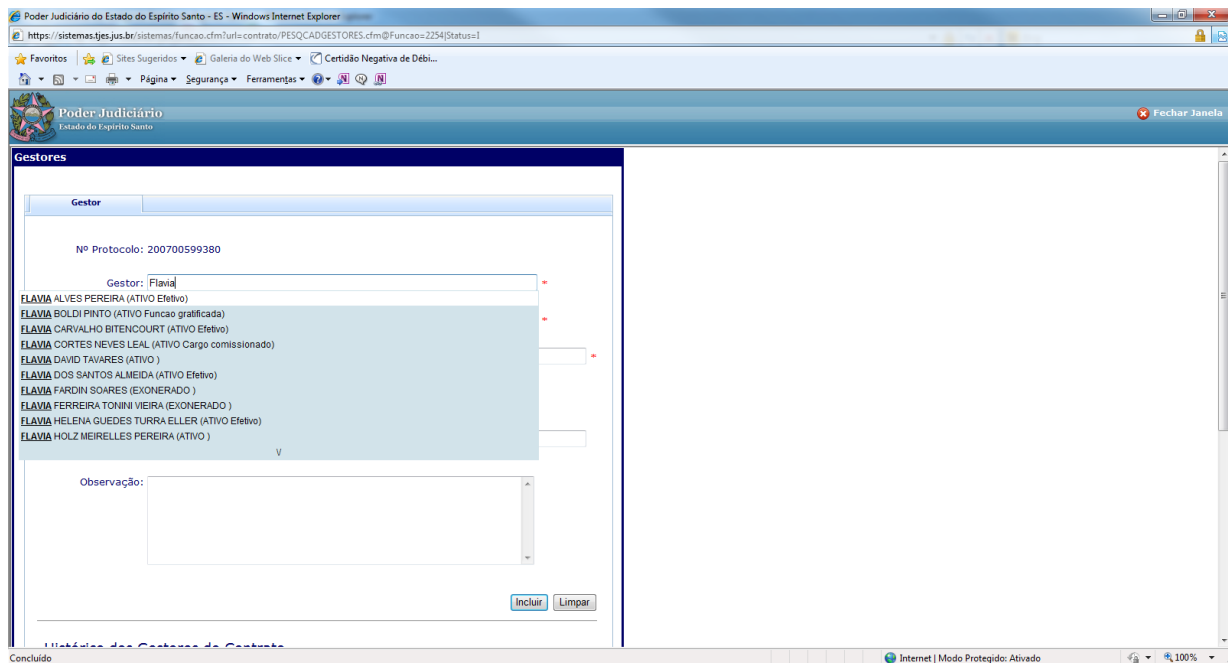 Poder Judiciário do Estado do Espírito Santo - ES - Windows Internet Explorer
https://sistemas.tjes.jus.br/sistemas/funcao.cfm?url=contrato/PESQCADGESTORES.cfm@Funcao=2254|Status=I
Favoritos Sites Sugeridos Galeria do Web Slice Certidão Negativa de Débi...
Página Segurança Ferramentas
Poder Judiciário
Estado do Espírito Santo
Fechar Janela
Gestores
Gestor
Nº Protocolo: 200700599380
Gestor: Flavia *
FLAVIA ALVES PEREIRA (ATIVO Efetivo)
FLAVIA BOLDI PINTO (ATIVO Funcao gratificada)
*
FLAVIA CARVALHO BITENCOURT (ATIVO Efetivo)
FLAVIA CORTES NEVES LEAL (ATIVO Cargo comissionado)
FLAVIA DAVID TAVARES (ATIVO )
*
FLAVIA DOS SANTOS ALMEIDA (ATIVO Efetivo)
FLAVIA FARDIN SOARES (EXONERADO )
FLAVIA FERREIRA TONINI VIEIRA (EXONERADO )
FLAVIA HELENA GUEDES TURRA ELLER (ATIVO Efetivo)
FLAVIA HOLZ MEIRELLES PEREIRA (ATIVO )
V
Observação:
Incluir Limpar
Histórico dos Gestores do Contrato
Concluído Internet | Modo Protegido: Ativado 100%